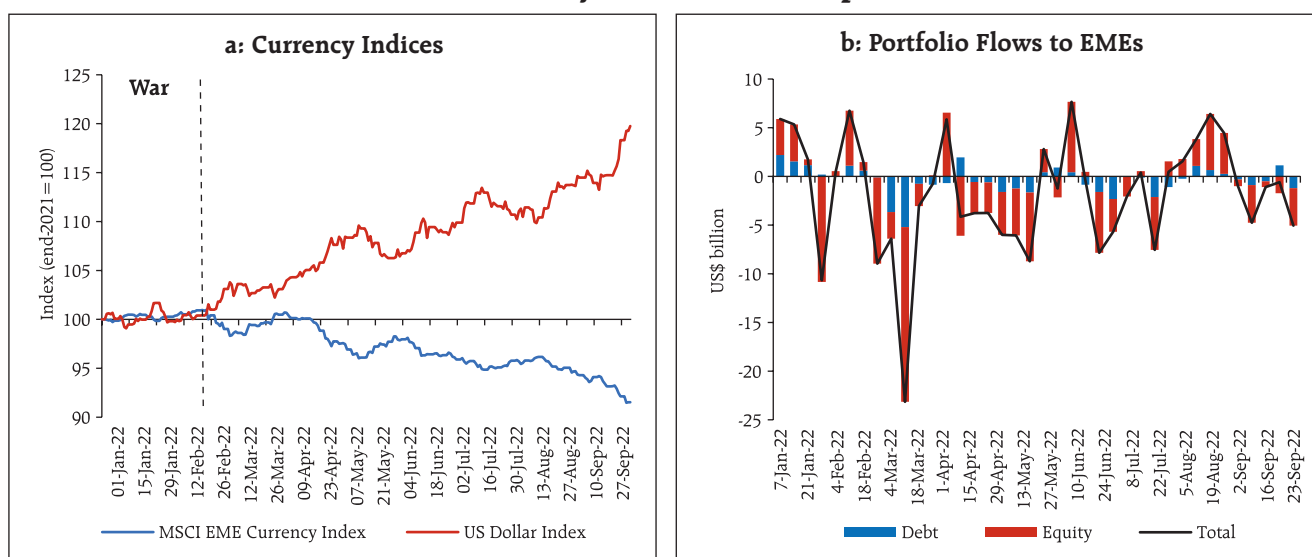 a: Currency Indices
125
120
115
110
105
100
95
90
Index (end-2021=100)
War
01-Jan-22
15-Jan-22
29-Jan-22
12-Feb-22
26-Feb-22
12-Mar-22
26-Mar-22
09-Apr-22
23-Apr-22
07-May-22
21-May-22
04-Jun-22
18-Jun-22
02-Jul-22
16-Jul-22
30-Jul-22
13-Aug-22
27-Aug-22
10-Sep-22
27-Sep-22
MSCI EME Currency Index
US Dollar Index
b: Portfolio Flows to EMEs
10
5
0
-5
-10
-15
-20
-25
US$ billion
7-Jan-22
21-Jan-22
4-Feb-22
18-Feb-22
4-Mar-22
18-Mar-22
1-Apr-22
15-Apr-22
29-Apr-22
13-May-22
27-May-22
10-Jun-22
24-Jun-22
8-Jul-22
22-Jul-22
5-Aug-22
19-Aug-22
2-Sep-22
16-Sep-22
23-Sep-22
Debt
Equity
Total